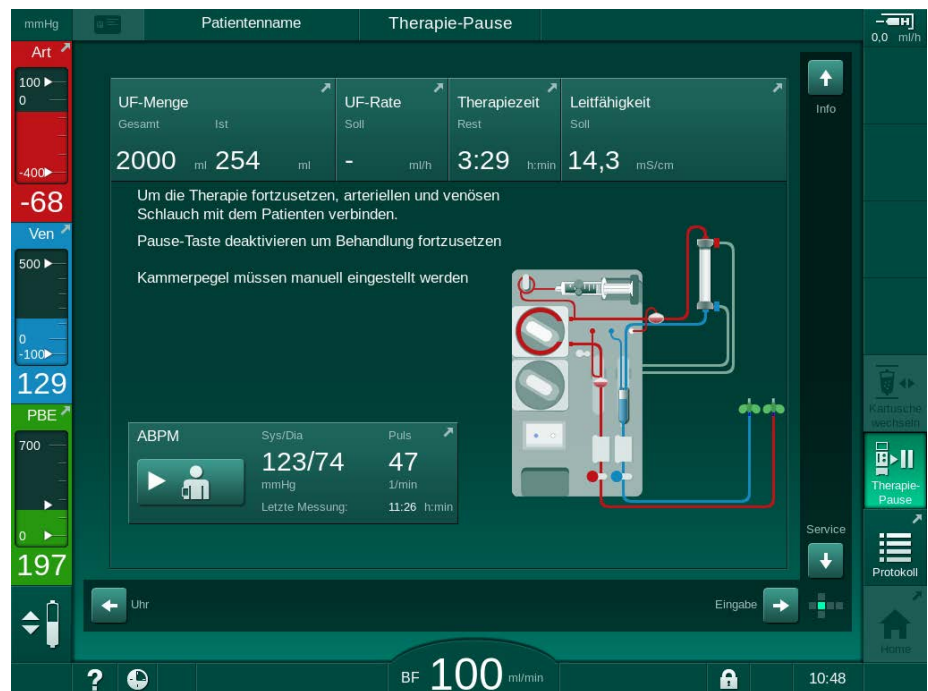 mmHg
Patientenname
Therapie-Pause
0,0 ml/h
Art
100
0
-400
-68
Ven
500
0
-100
129
PBE
700
0
197
UF-Menge
Gesamt Ist
2000 ml 254 ml
UF-Rate
Soll
- ml/h
Therapiezeit
Rest
3:29 h:min
Leitfähigkeit
Soll
14,3 mS/cm
Um die Therapie fortzusetzen, arteriellen und venösen
Schlauch mit dem Patienten verbinden.
Pause-Taste deaktivieren um Behandlung fortzusetzen
Kammerpegel müssen manuell eingestellt werden
ABPM
Sys/Dia Puls
123/74 47
mmHg 1/min
Letzte Messung: 11:26 h:min
Info
Service
Uhr
Eingabe
Kartusche
wechseln
Therapie-
Pause
Protokoll
Home
?
BF 100 ml/min
10:48